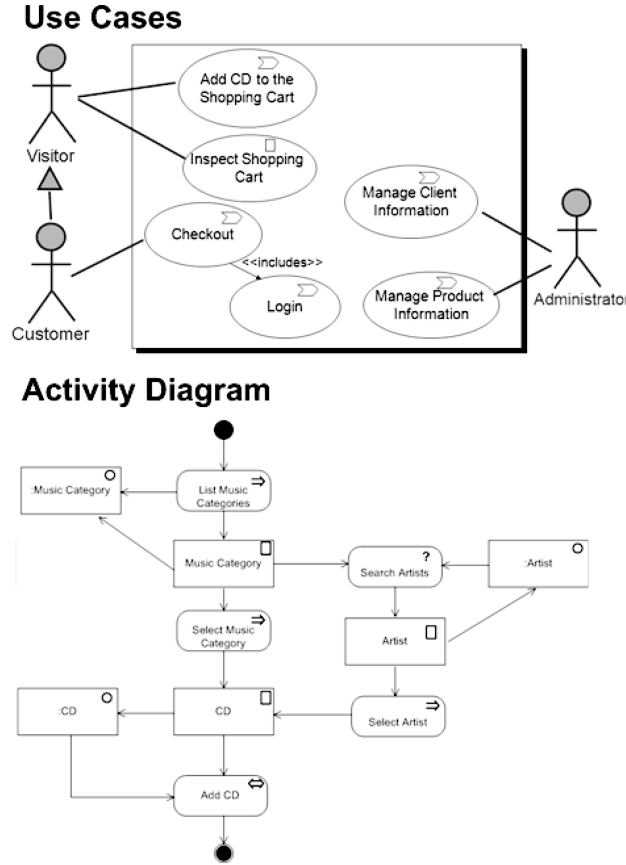 Use Cases
Add CD to the
Shopping Cart
Visitor
Inspect Shopping
Cart
Manage Client
Information
Checkout
<<includes>>
Login
Manage Product
Information
Customer
Administrator
Activity Diagram
:Music Category
List Music
Categories
Music Category
?
Search Artists
:Artist
Select Music
Category
Artist
:CD
CD
Select Artist
Add CD